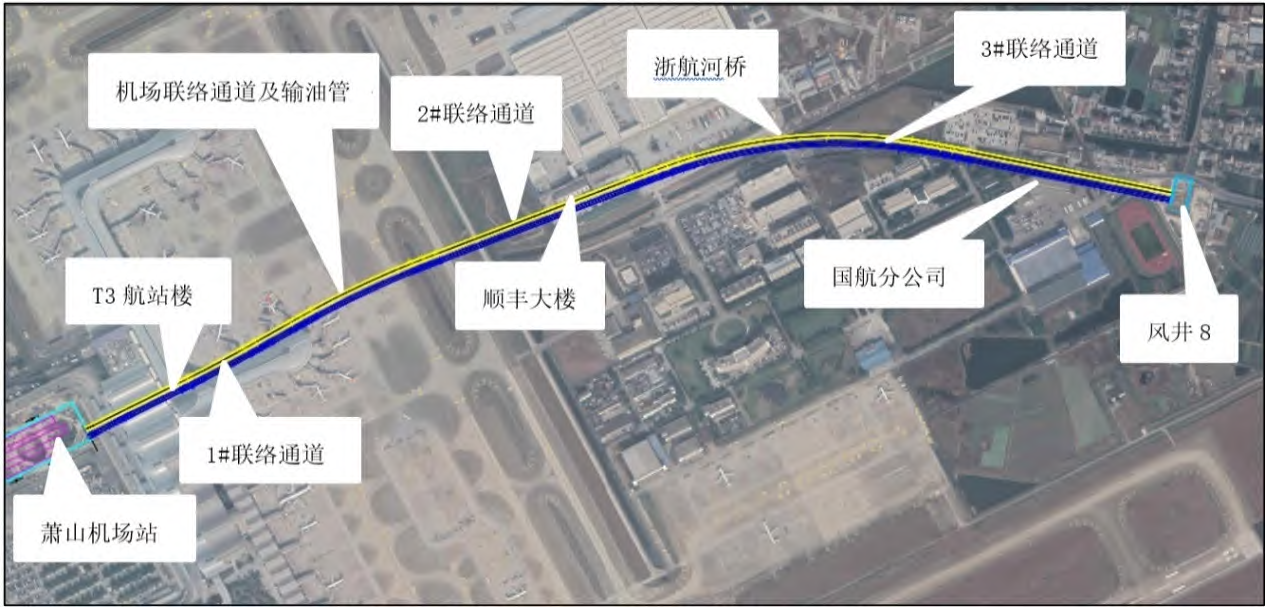 3#联络通道
浙航河桥
机场联络通道及输油管
2#联络通道
T3 航站楼
顺丰大楼
国航分公司
风井 8
1#联络通道
萧山机场站